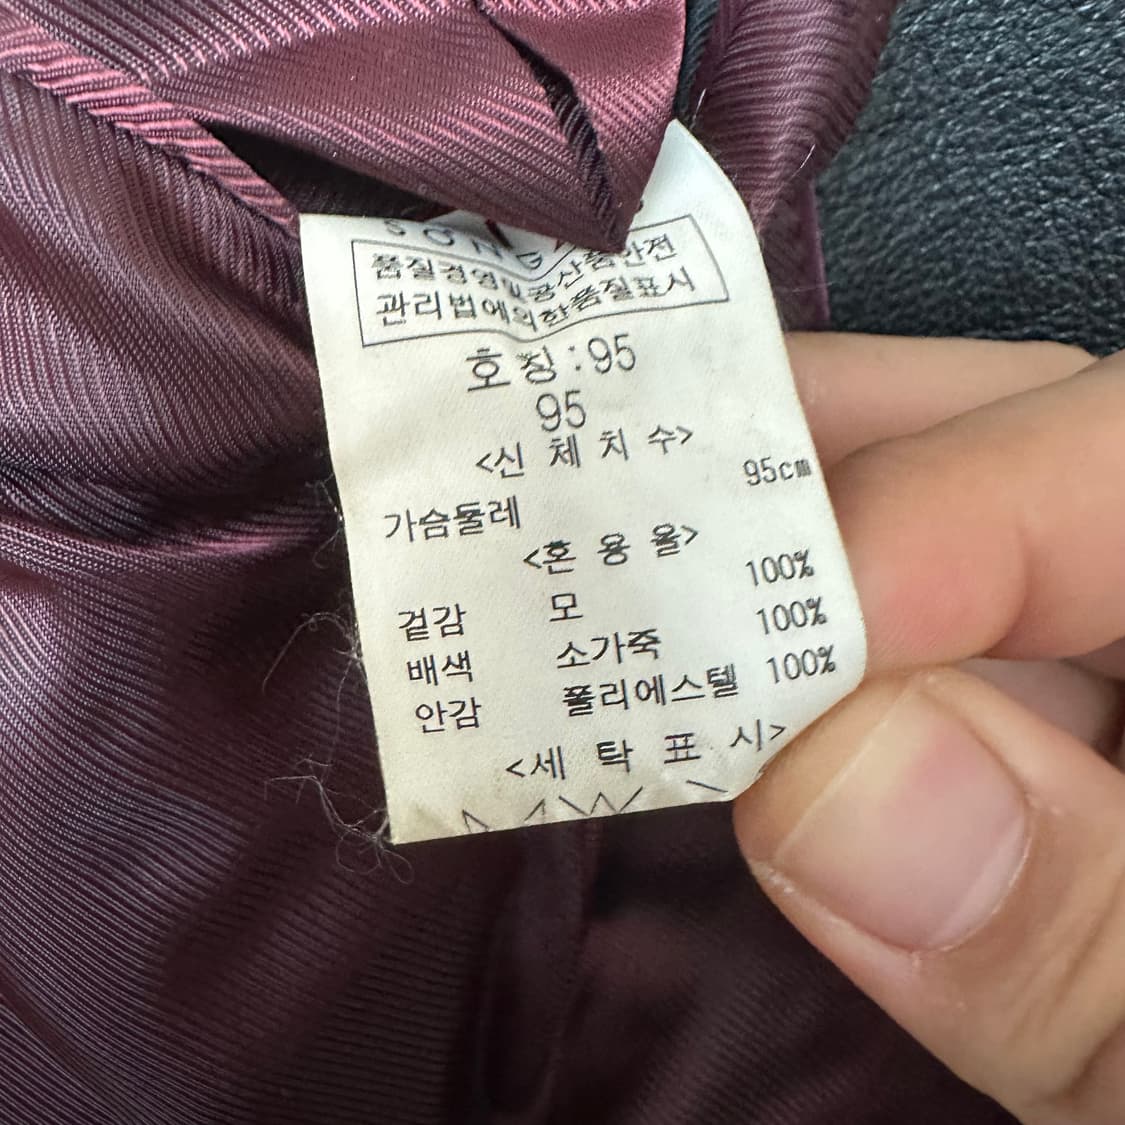 품질경영및공산품안전
관리법에의한품질표시
호칭:95
95
<신 체 치 수>
가슴둘레 95cm
<혼 용 율>
겉감 모 100%
배색 소가죽 100%
안감 폴리에스텔 100%
<세 탁 표 시>